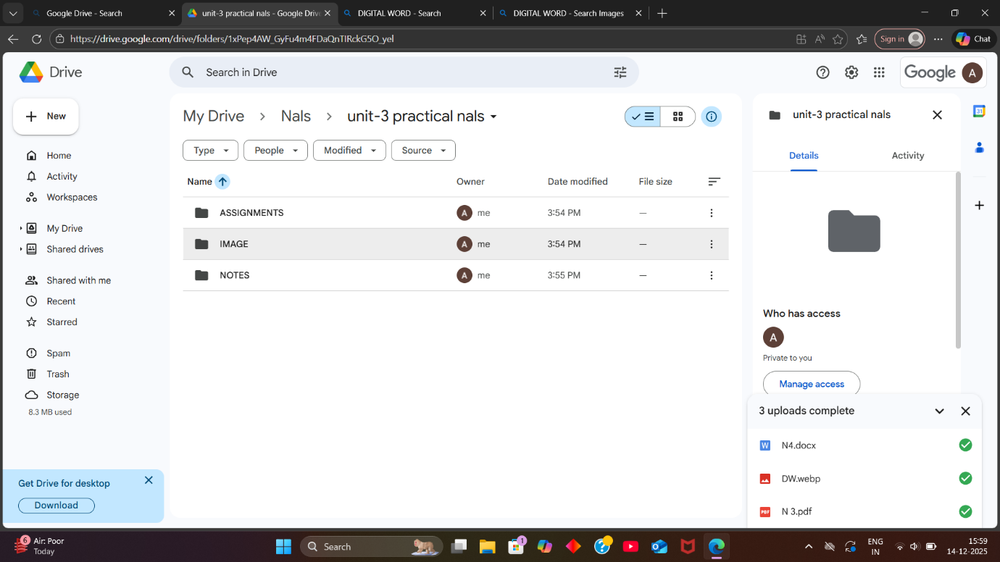 Google Drive - Search
unit-3 practical nals - Google Drive
DIGITAL WORD - Search
DIGITAL WORD - Search Images
https://drive.google.com/drive/folders/1xPep4AW_GyFu4m4FDaQnTIRckG5O_yel
Sign in
Chat
Drive
Search in Drive
Google
A
New
My Drive > Nals > unit-3 practical nals
unit-3 practical nals
Type
People
Modified
Source
Details
Activity
Home
Activity
Workspaces
My Drive
Shared drives
Shared with me
Recent
Starred
Spam
Trash
Storage
8.3 MB used
Name Owner Date modified File size
ASSIGNMENTS A me 3:54 PM —
IMAGE A me 3:54 PM —
NOTES A me 3:55 PM —
31
Who has access
A
Private to you
Manage access
3 uploads complete
W N4.docx
DW.webp
PDF N 3.pdf
Get Drive for desktop
Download
6
Air: Poor
Today
Search
1
ENG
IN
15:59
14-12-2025